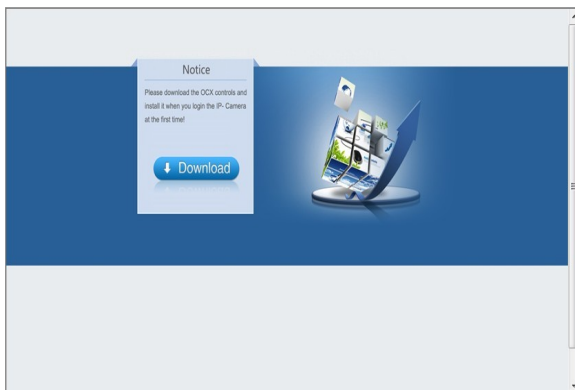 Notice
Please download the OCX controls and
install it when you login the IP- Camera
at the first time!
Download